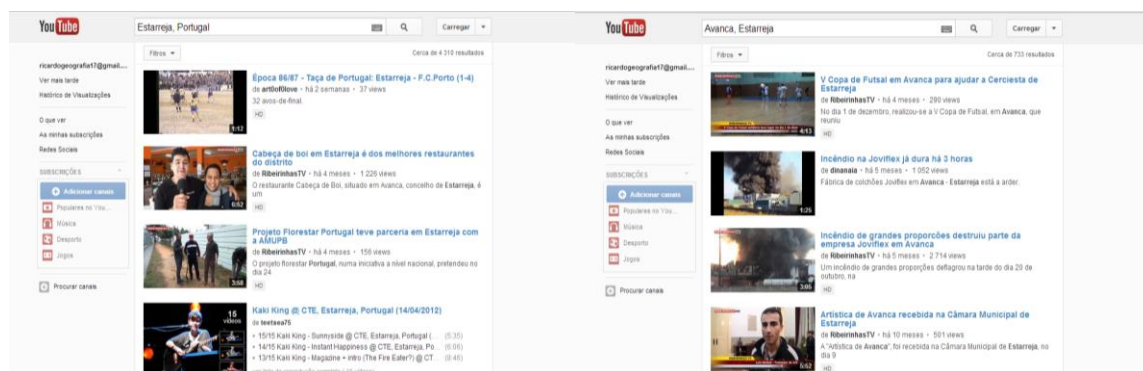 YouTube
Estarreja, Portugal
Carregar
Filtros
Cerca de 4 310 resultados
ricardogeografia17@gmail....
Ver mais tarde
Histórico de Visualizações
O que ver
As minhas subscrições
Redes Sociais
SUBSCRIÇÕES
Adicionar canais
Populares no You...
Música
Desporto
Jogos
Procurar canais
Época 86/87 - Taça de Portugal: Estarreja - F.C.Porto (1-4)
de art0of0love • há 2 semanas • 37 views
32 avos-de-final.
HD
1:12
Cabeça de boi em Estarreja é dos melhores restaurantes
do distrito
de RibeirinhasTV • há 4 meses • 1 226 views
O restaurante Cabeça de Boi, situado em Avanca, concelho de Estarreja, é
um
HD
6:52
Projeto Florestar Portugal teve parceria em Estarreja com
a AMUPB
de RibeirinhasTV • há 4 meses • 155 views
O projeto florestar Portugal, numa iniciativa a nível nacional, pretendeu no
dia 24
HD
3:58
Kaki King @ CTE, Estarreja, Portugal (14/04/2012)
de teetsea75
15
vídeos
15/15 Kaki King - Sunnyside @ CTE, Estarreja, Portugal (... (5:35)
14/15 Kaki King - Instant Happiness @ CTE, Estarreja, Po... (6:06)
13/15 Kaki King - Magazine + intro (The Fire Eater?) @ CT... (8:46)
YouTube
Avanca, Estarreja
Carregar
Filtros
Cerca de 733 resultados
ricardogeografia17@gmail....
Ver mais tarde
Histórico de Visualizações
O que ver
As minhas subscrições
Redes Sociais
SUBSCRIÇÕES
Adicionar canais
Populares no You...
Música
Desporto
Jogos
Procurar canais
V Copa de Futsal em Avanca para ajudar a Cerciesta de
Estarreja
de RibeirinhasTV • há 4 meses • 290 views
No dia 1 de dezembro, realizou-se a V Copa de Futsal, em Avanca, que
reuniu
HD
4:13
Incêndio na Joviflex já dura há 3 horas
de dinanaia • há 5 meses • 1 052 views
Fábrica de colchões Joviflex em Avanca - Estarreja está a arder.
1:25
Incêndio de grandes proporcões destruiu parte da
empresa Joviflex em Avanca
de RibeirinhasTV • há 5 meses • 2 714 views
Um incêndio de grandes proporções deflagrou na tarde do dia 20 de
outubro, na
HD
3:05
Artística de Avanca recebida na Câmara Municipal de
Estarreja
de RibeirinhasTV • há 10 meses • 501 views
A "Artística de Avanca", foi recebida na Câmara Municipal de Estarreja, no
dia 9
HD
5:52